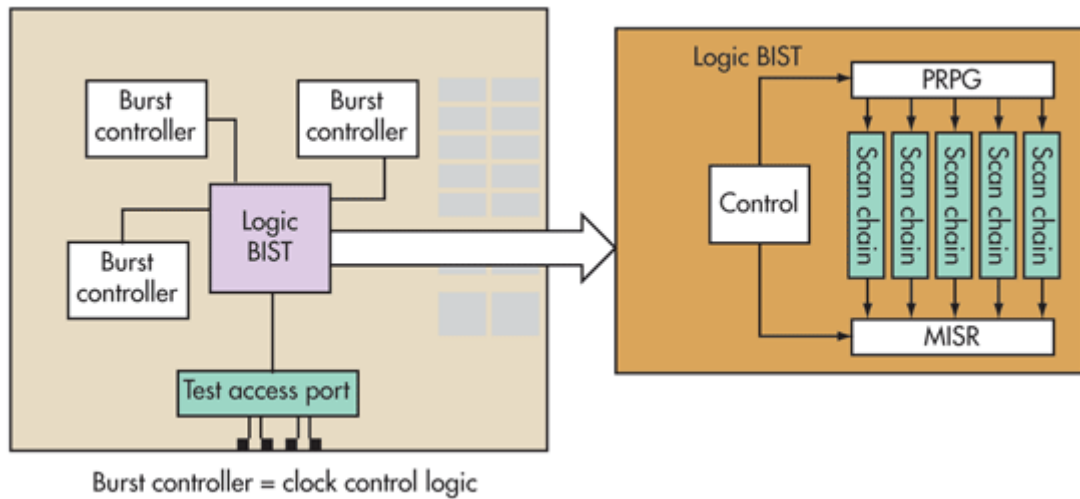 Burst
controller
Burst
controller
Logic
BIST
Burst
controller
Test access port
Burst controller = clock control logic
Logic BIST
PRPG
Control
Scan chain
Scan chain
Scan chain
Scan chain
Scan chain
MISR